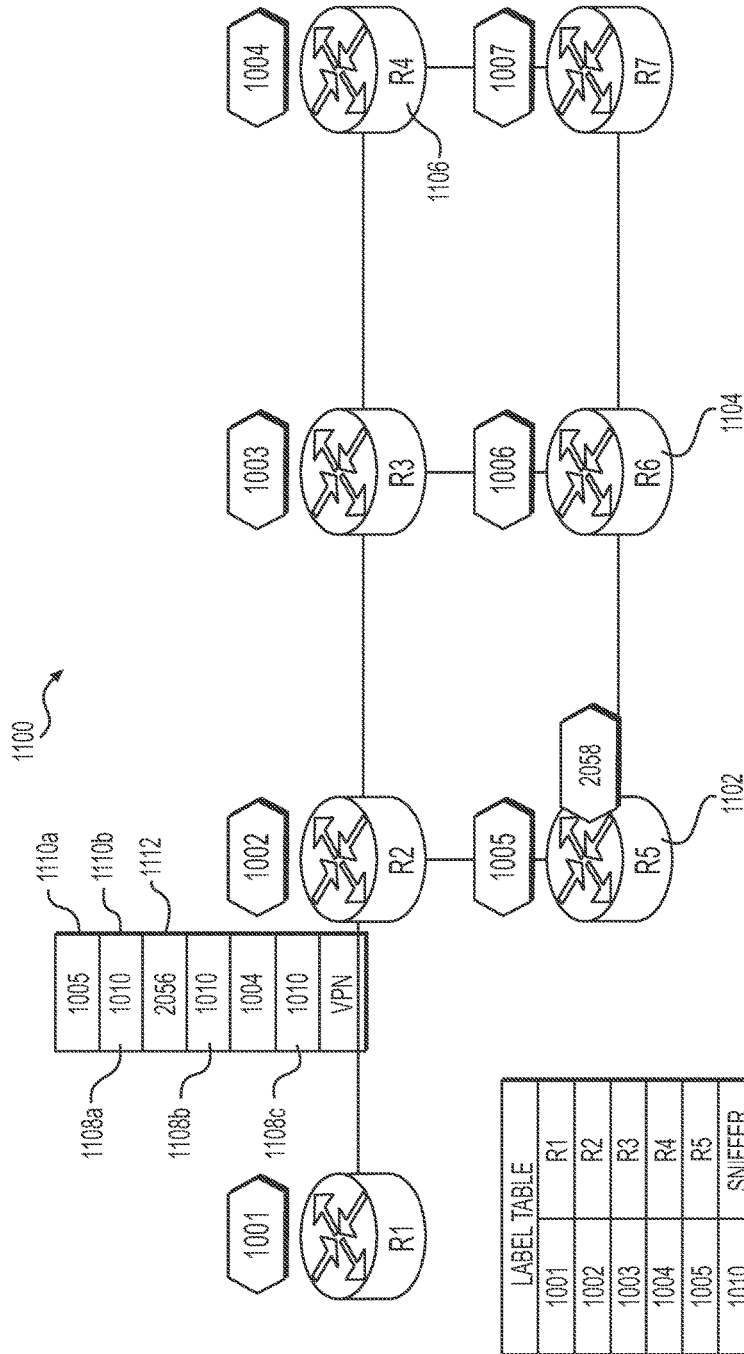 1100
1110a
1110b
1112
1005
1010
2056
1010
1004
1010
VPN
1108a
1108b
1108c
1001
1002
1003
1004
R1
R2
R3
R4
1106
1005
1006
1007
2058
R5
R6
R7
1102
1104
LABEL TABLE
1001 R1
1002 R2
1003 R3
1004 R4
1005 R5
1010 SNIFFER